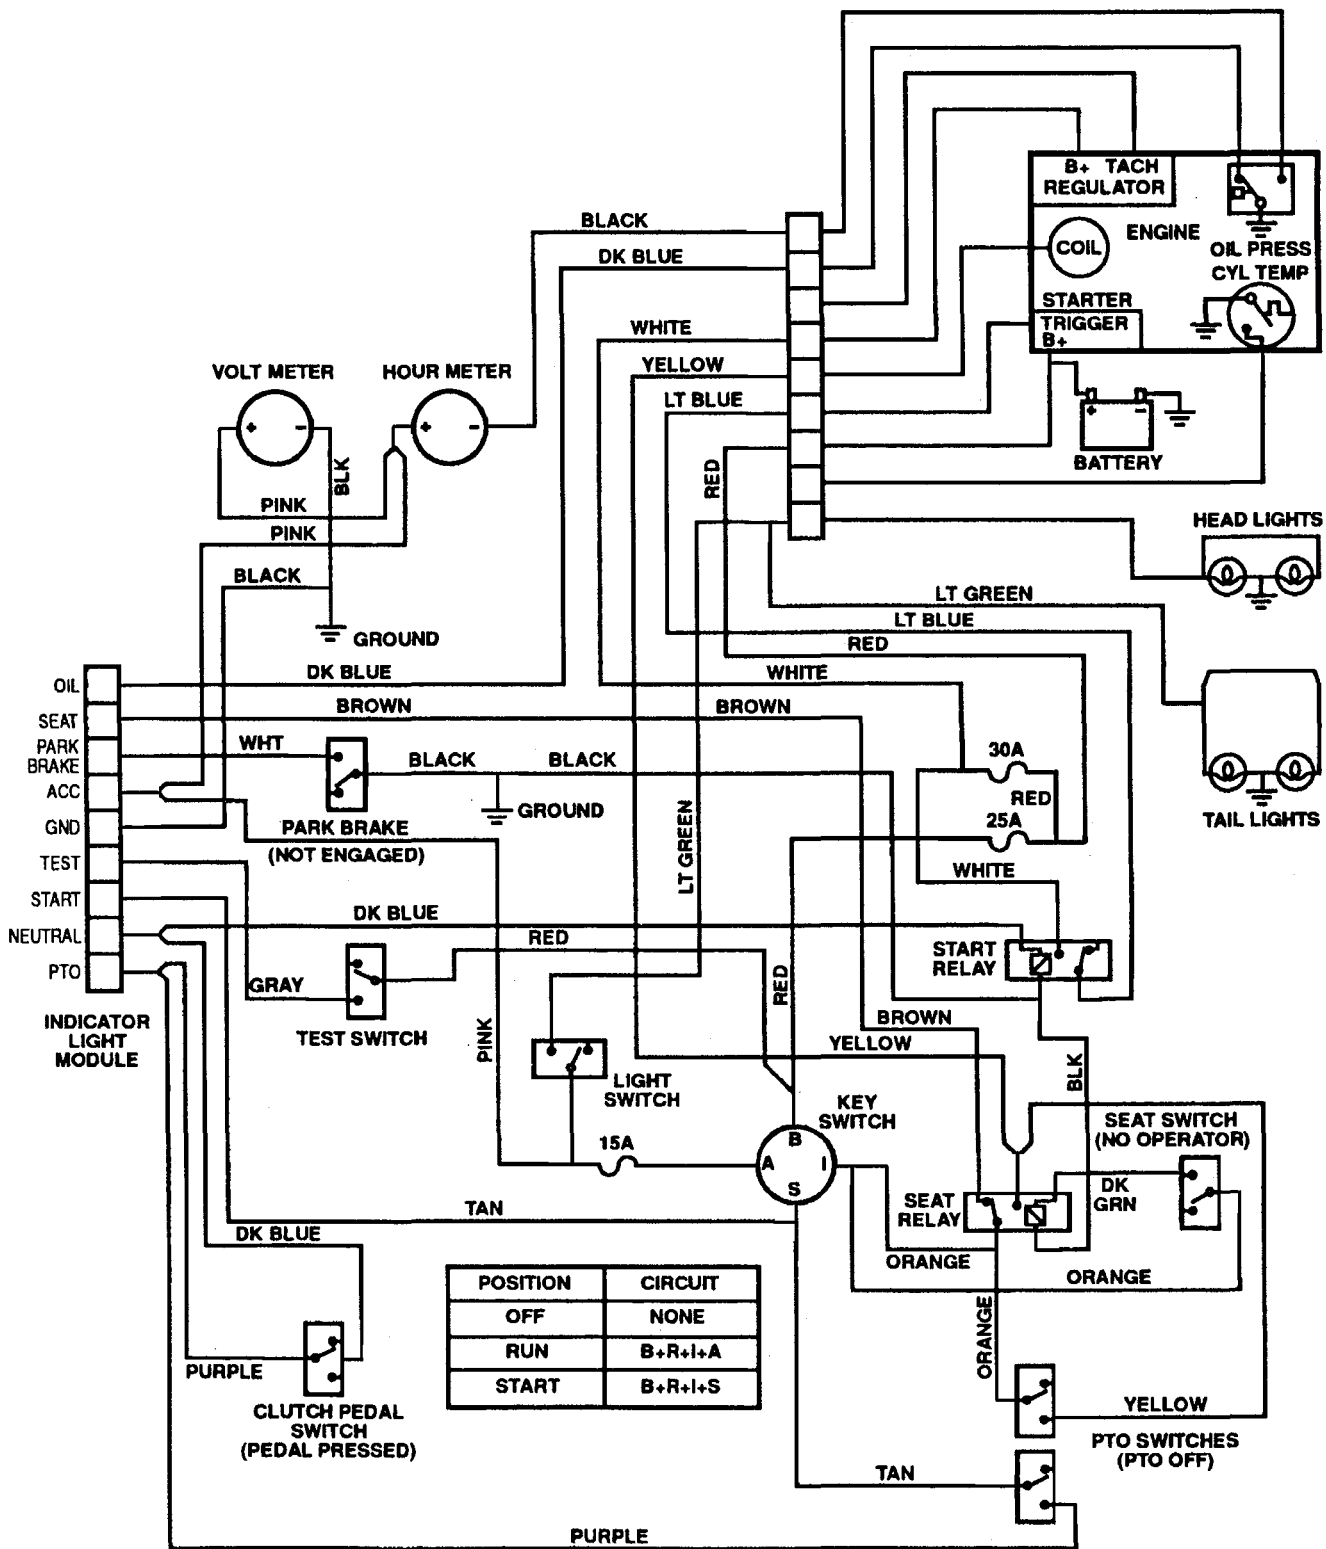 B+ TACH
REGULATOR
COIL
ENGINE
OIL PRESS
CYL TEMP
STARTER
TRIGGER
B+
BLACK
DK BLUE
WHITE
YELLOW
LT BLUE
RED
VOLT METER
HOUR METER
+
-
+
-
+
-
BATTERY
BLK
PINK
PINK
BLACK
GROUND
HEAD LIGHTS
LT GREEN
LT BLUE
RED
WHITE
DK BLUE
BROWN
BROWN
OIL
SEAT
PARK
BRAKE
ACC
GND
TEST
START
NEUTRAL
PTO
INDICATOR
LIGHT
MODULE
WHT
BLACK
BLACK
GROUND
PARK BRAKE
(NOT ENGAGED)
30A
RED
25A
WHITE
TAIL LIGHTS
LT GREEN
DK BLUE
RED
GRAY
TEST SWITCH
START
RELAY
RED
PINK
BROWN
YELLOW
BLK
LIGHT
SWITCH
KEY
SWITCH
15A
B
A
I
S
SEAT SWITCH
(NO OPERATOR)
DK
GRN
SEAT
RELAY
TAN
DK BLUE
ORANGE
ORANGE
ORANGE
POSITION CIRCUIT
OFF NONE
RUN B+R+I+A
START B+R+I+S
PURPLE
CLUTCH PEDAL
SWITCH
(PEDAL PRESSED)
YELLOW
PTO SWITCHES
(PTO OFF)
TAN
PURPLE